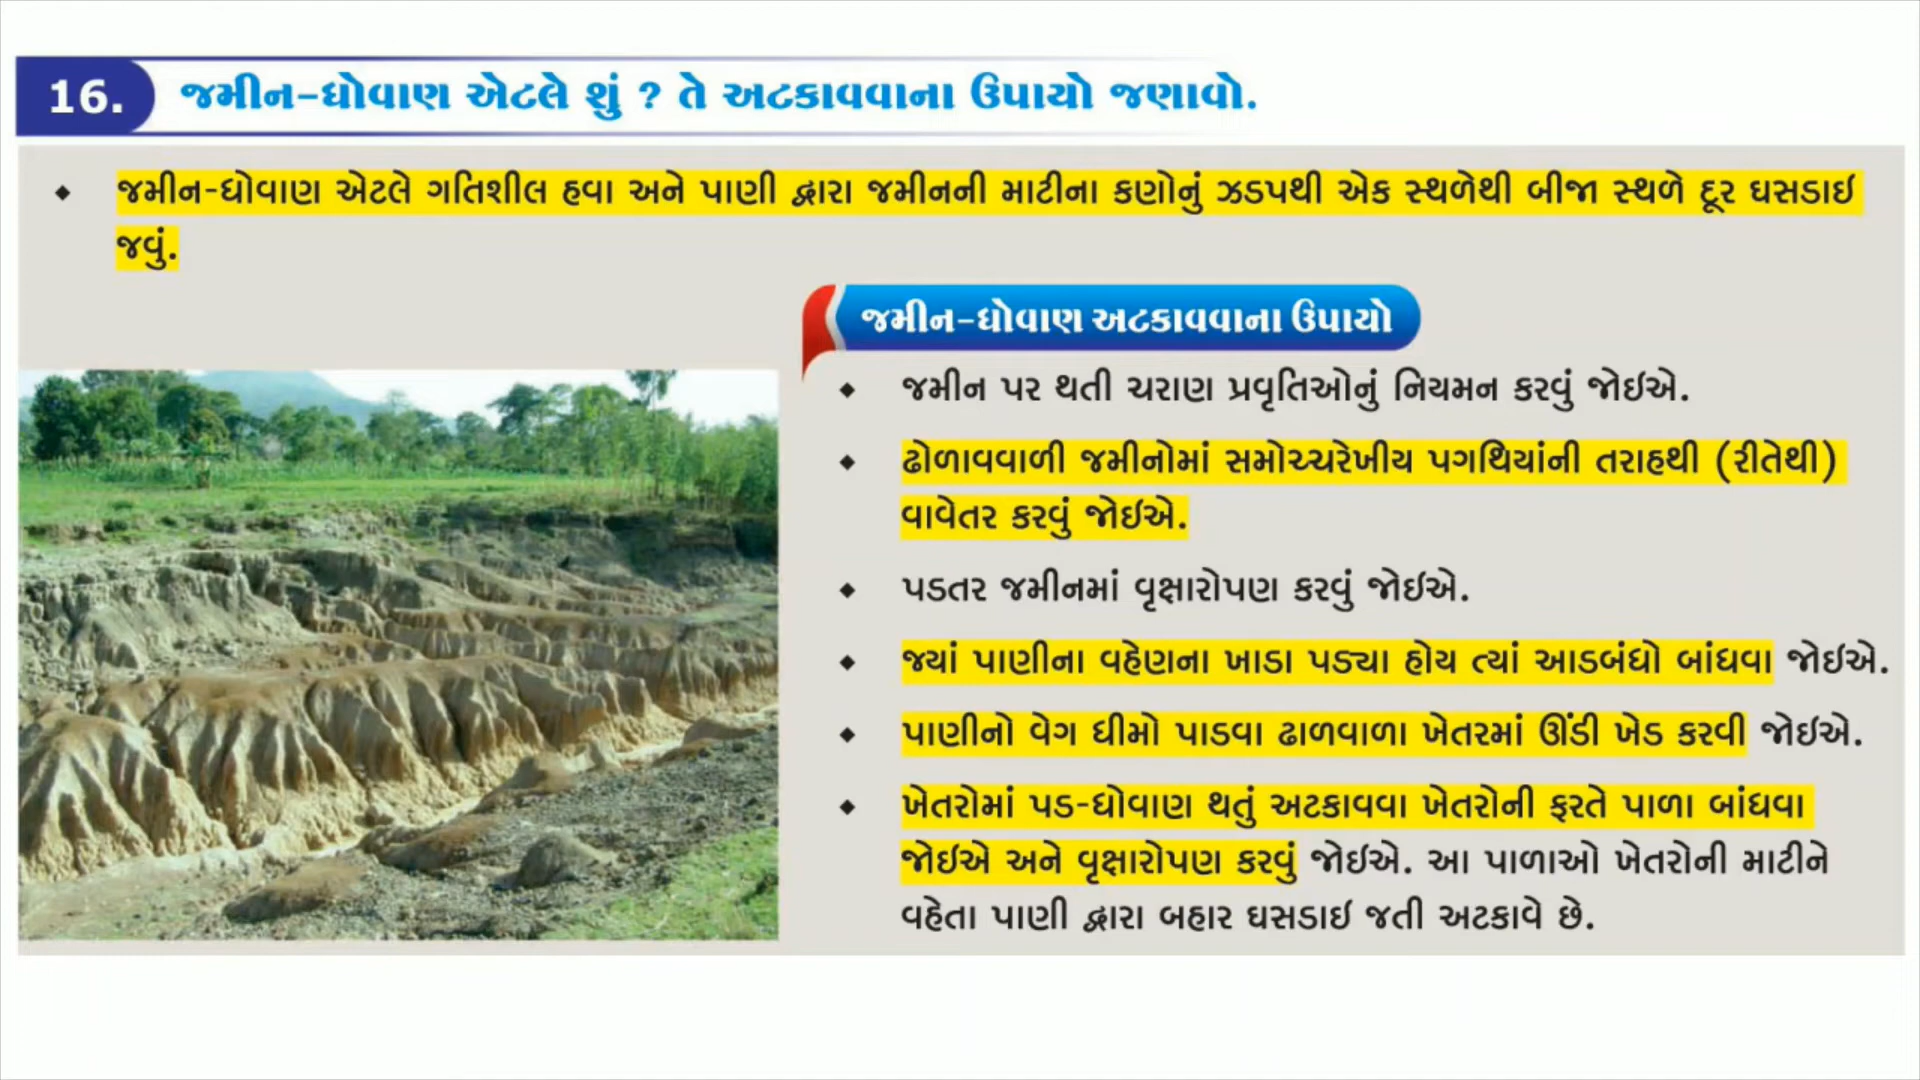 16. જમીન-ધોવાણ એટલે શું ? તે અટકાવવાના ઉપાયો જણાવો.
◆ જમીન-ધોવાણ એટલે ગતિશીલ હવા અને પાણી દ્વારા જમીનની માટીના કણોનું ઝડપથી એક સ્થળેથી બીજા સ્થળે દૂર ઘસડાઇ
જવું.
જમીન-ધોવાણ અટકાવવાના ઉપાયો
◆ જમીન પર થતી ચરાણ પ્રવૃતિઓનું નિયમન કરવું જોઇએ.
◆ ઢોળાવવાળી જમીનોમાં સમોચ્ચરેખીય પગથિયાંની તરાહથી (રીતેથી)
વાવેતર કરવું જોઇએ.
◆ પડતર જમીનમાં વૃક્ષારોપણ કરવું જોઇએ.
◆ જ્યાં પાણીના વહેણના ખાડા પડ્યા હોય ત્યાં આડબંધો બાંધવા જોઇએ.
◆ પાણીનો વેગ ધીમો પાડવા ઢાળવાળા ખેતરમાં ઊંડી ખેડ કરવી જોઇએ.
◆ ખેતરોમાં પડ-ધોવાણ થતું અટકાવવા ખેતરોની ફરતે પાળા બાંધવા
જોઇએ અને વૃક્ષારોપણ કરવું જોઇએ. આ પાળાઓ ખેતરોની માટીને
વહેતા પાણી દ્વારા બહાર ઘસડાઇ જતી અટકાવે છે.